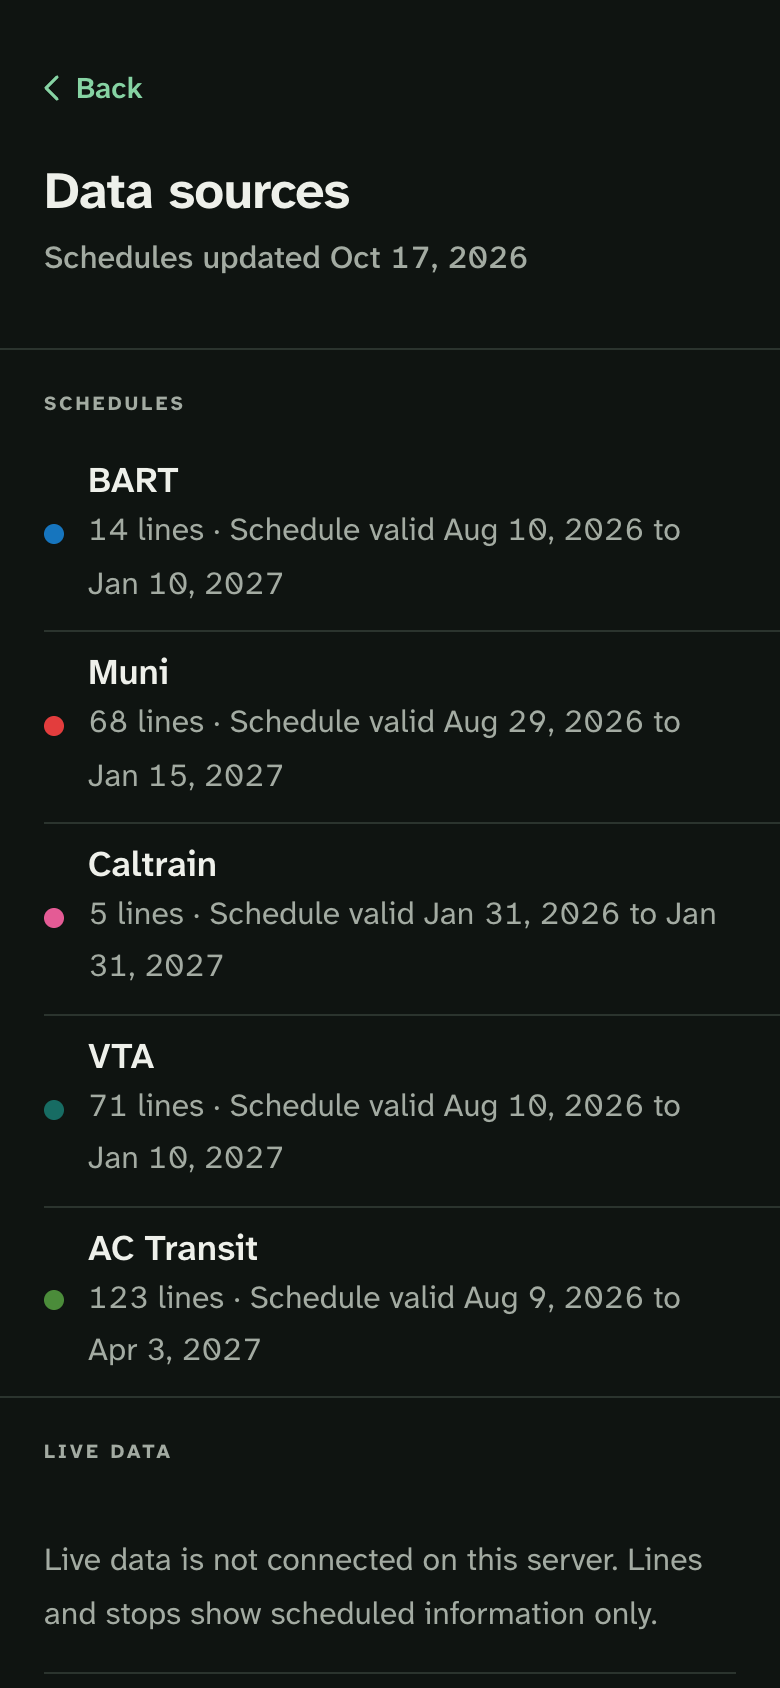 Back
Data sources
Schedules updated Oct 17, 2026
SCHEDULES
BART
14 lines · Schedule valid Aug 10, 2026 to
Jan 10, 2027
Muni
68 lines · Schedule valid Aug 29, 2026 to
Jan 15, 2027
Caltrain
5 lines · Schedule valid Jan 31, 2026 to Jan
31, 2027
VTA
71 lines · Schedule valid Aug 10, 2026 to
Jan 10, 2027
AC Transit
123 lines · Schedule valid Aug 9, 2026 to
Apr 3, 2027
LIVE DATA
Live data is not connected on this server. Lines
and stops show scheduled information only.